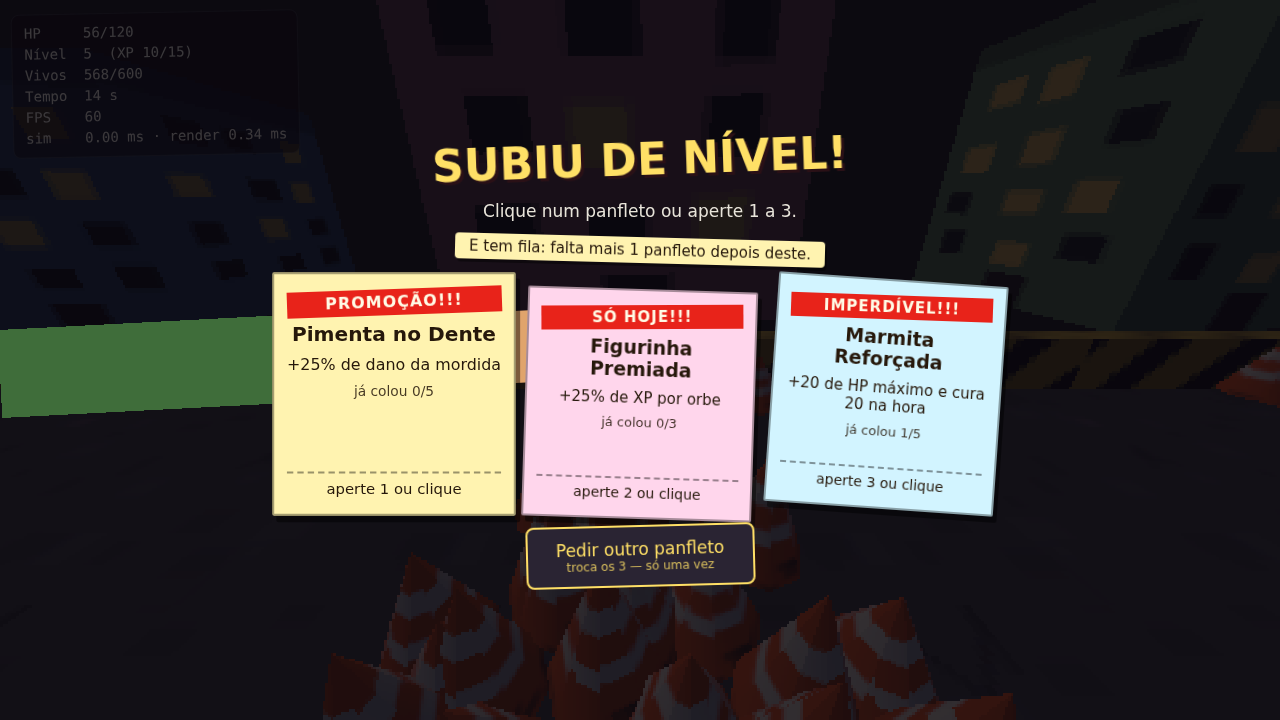 HP 56/120
Nível 5 (XP 10/15)
Vivos 568/600
Tempo 14 s
FPS 60
sim 0.00 ms · render 0.34 ms
SUBIU DE NÍVEL!
Clique num panfleto ou aperte 1 a 3.
E tem fila: falta mais 1 panfleto depois deste.
PROMOÇÃO!!!
Pimenta no Dente
+25% de dano da mordida
já colou 0/5
aperte 1 ou clique
SÓ HOJE!!!
Figurinha
Premiada
+25% de XP por orbe
já colou 0/3
aperte 2 ou clique
IMPERDÍVEL!!!
Marmita
Reforçada
+20 de HP máximo e cura
20 na hora
já colou 1/5
aperte 3 ou clique
Pedir outro panfleto
troca os 3 — só uma vez